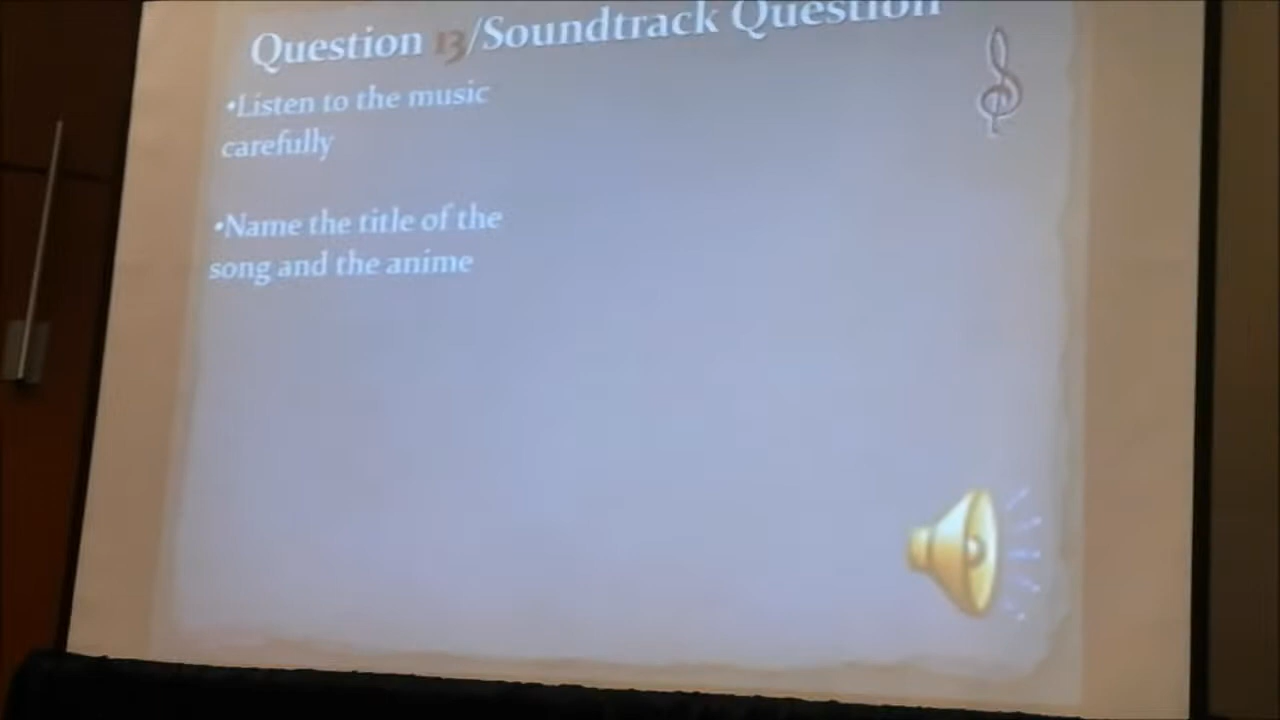 Question 13/Soundtrack Question
•Listen to the music
carefully
•Name the title of the
song and the anime